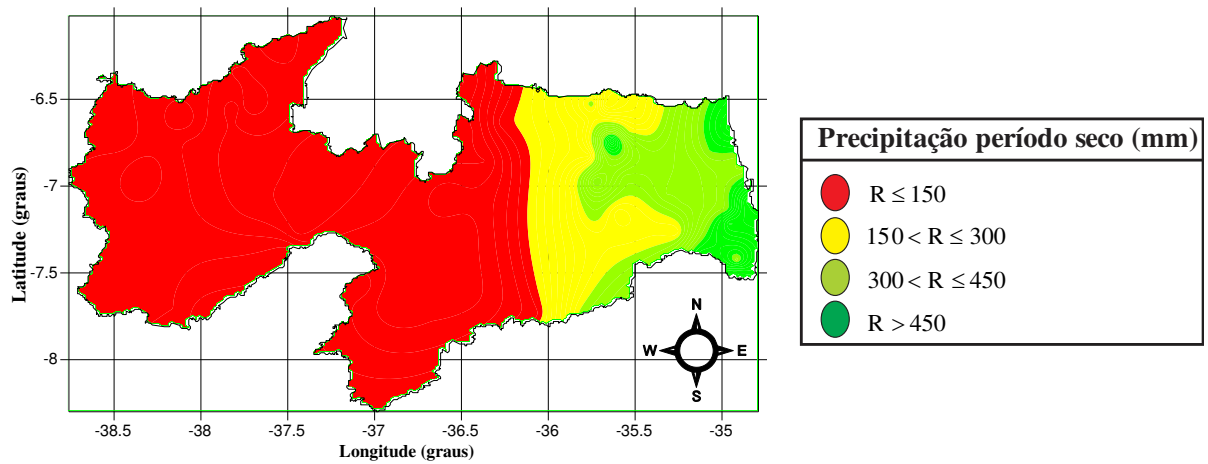 Latitude (graus)
-6.5
-7
-7.5
-8
-38.5
-38
-37.5
-37
-36.5
-36
-35.5
-35
Longitude (graus)
N
W
E
S
Precipitação período seco (mm)
R ≤ 150
150 < R ≤ 300
300 < R ≤ 450
R > 450